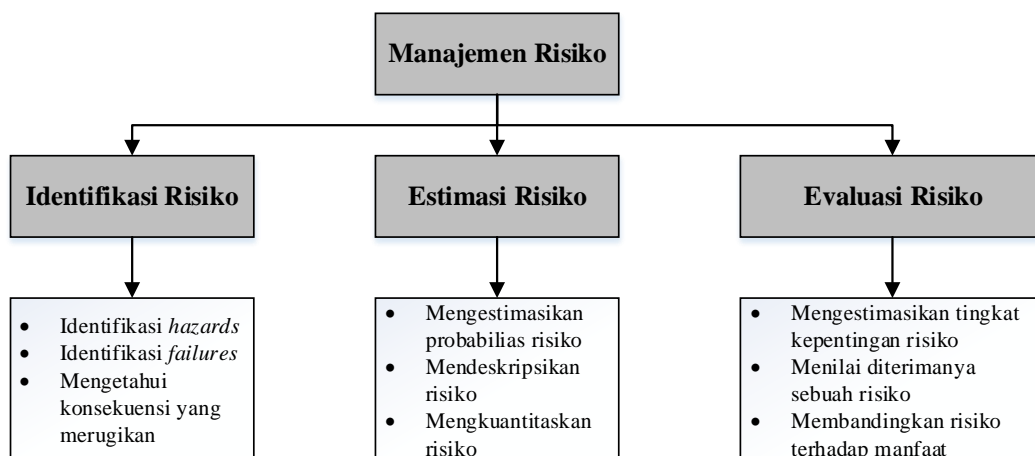 Manajemen Risiko
Identifikasi Risiko
Estimasi Risiko
Evaluasi Risiko
• Identifikasi hazards
• Identifikasi failures
• Mengetahui
konsekuensi yang
merugikan
• Mengestimasikan
probabilias risiko
• Mendeskripsikan
risiko
• Mengkuantitaskan
risiko
• Mengestimasikan tingkat
kepentingan risiko
• Menilai diterimanya
sebuah risiko
• Membandingkan risiko
terhadap manfaat